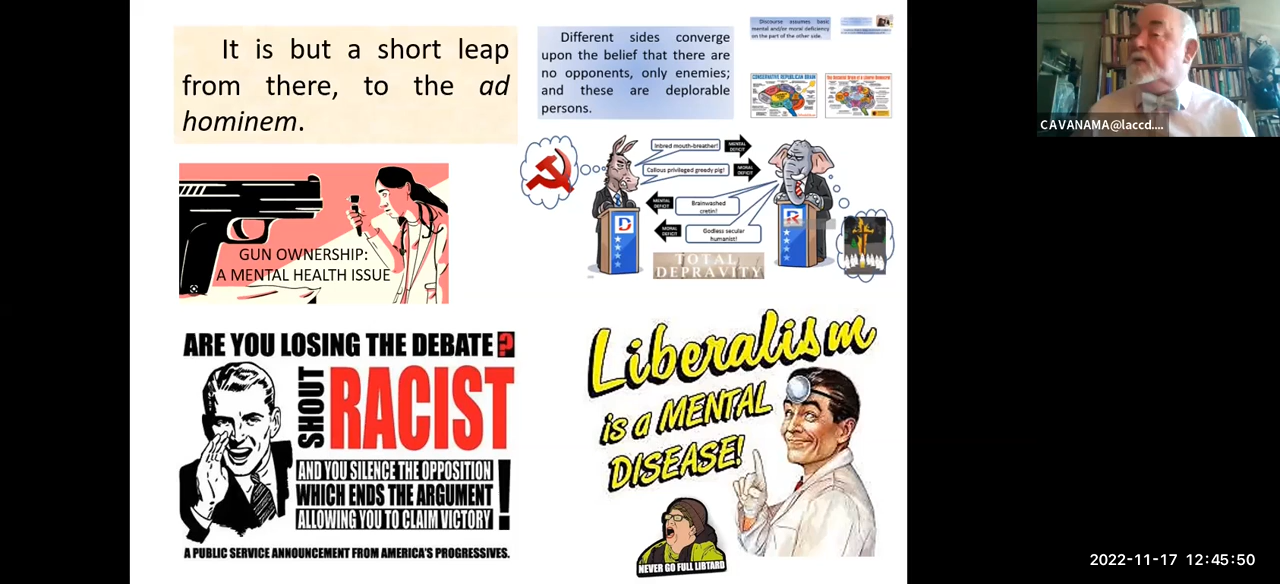 It is but a short leap
from there, to the ad
hominem.
Different sides converge
upon the belief that there are
no opponents, only enemies;
and these are deplorable
persons.
Discourse assumes basic
mental and/or moral deficiency
on the part of the other side.
CONSERVATIVE REPUBLICAN BRAIN
CAVANAMA@laccd....
Inbred mouth-breather!
MENTAL
DEFICIT
Callous privileged greedy pig!
MORAL
DEFICIT
MENTAL
DEFICIT
Brainwashed
cretin!
MORAL
DEFICIT
Godless secular
humanist!
D
R
TOTAL
DEPRAVITY
GUN OWNERSHIP:
A MENTAL HEALTH ISSUE
ARE YOU LOSING THE DEBATE?
SHOUT
RACIST
AND YOU SILENCE THE OPPOSITION
WHICH ENDS THE ARGUMENT
ALLOWING YOU TO CLAIM VICTORY
!
A PUBLIC SERVICE ANNOUNCEMENT FROM AMERICA'S PROGRESSIVES.
Liberalism
is a MENTAL
DISEASE!
NEVER GO FULL LIBTARD
2022-11-17 12:45:50